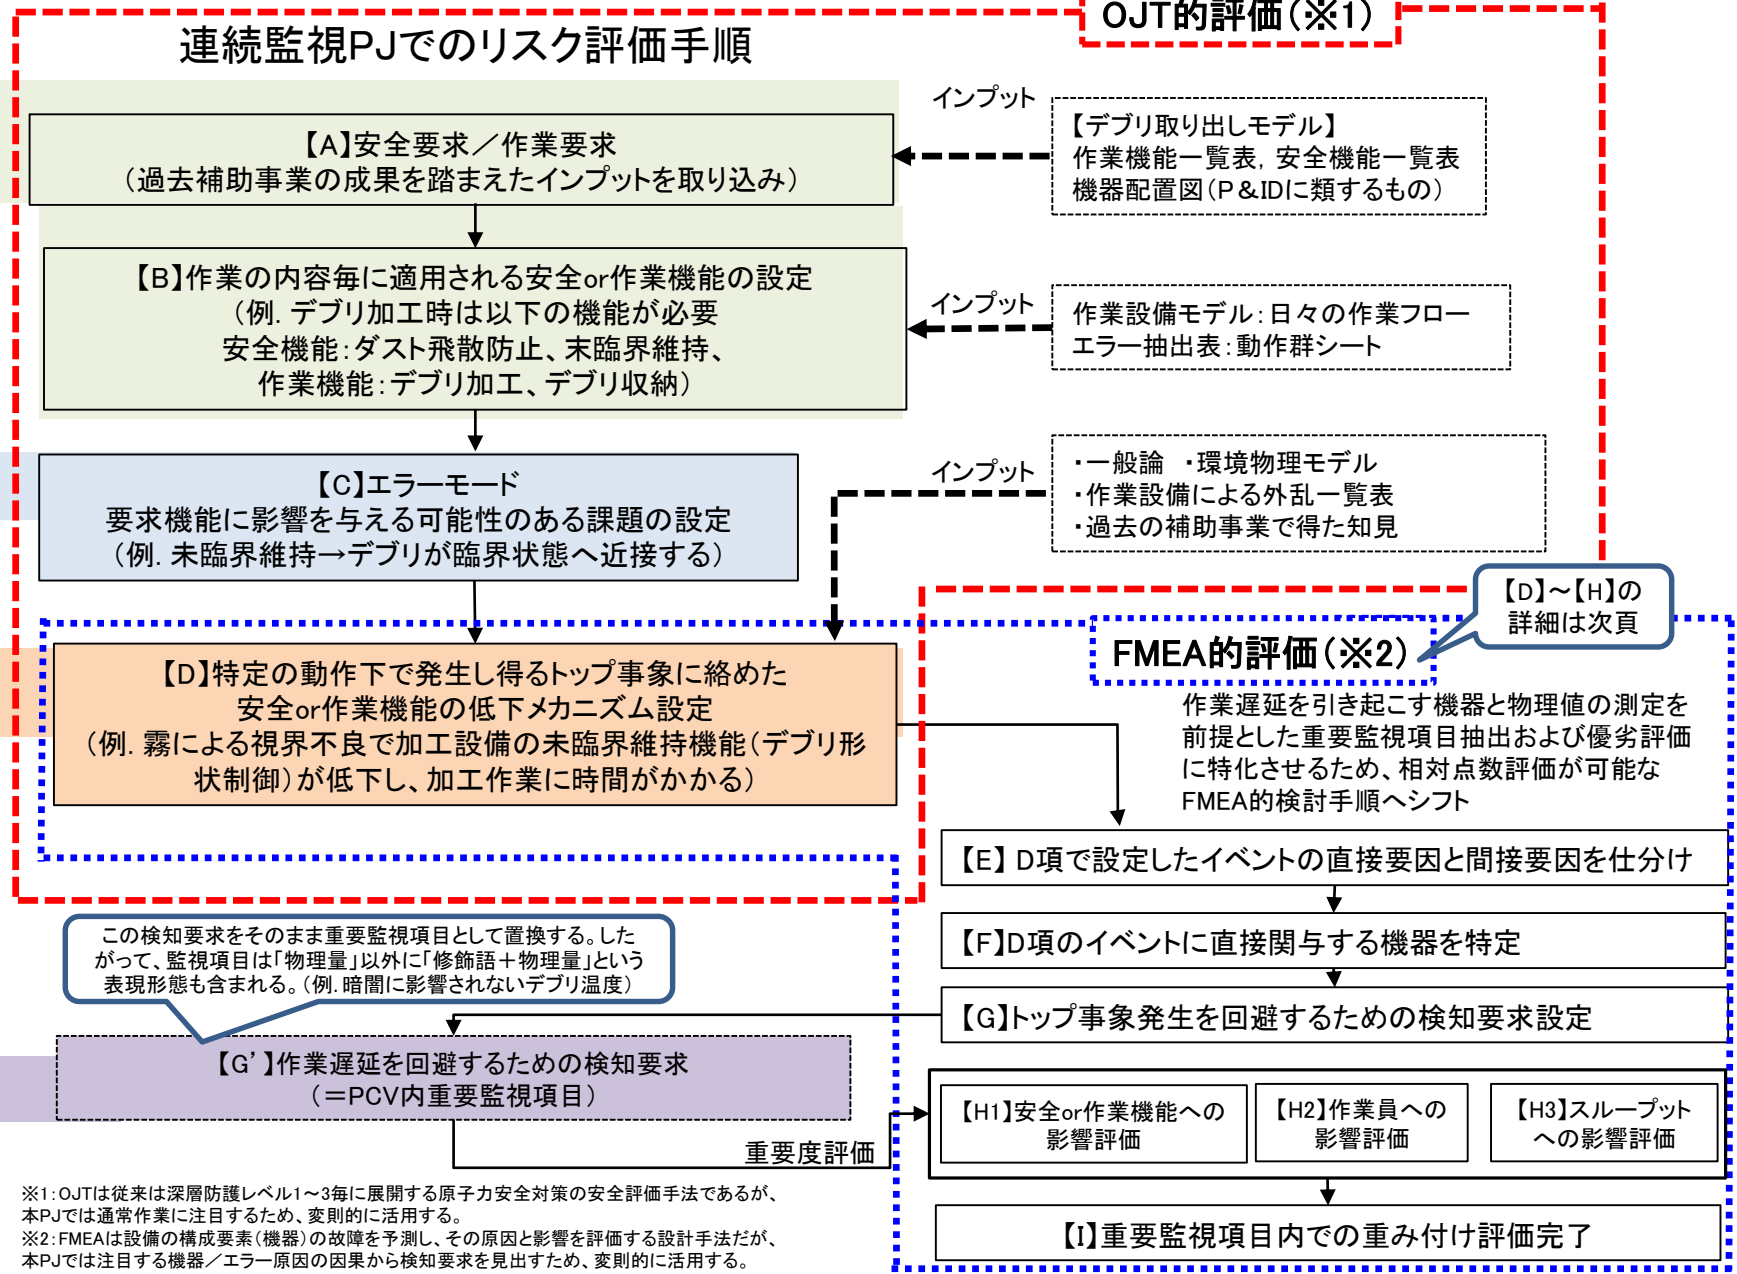 OJT的評価(※1)
連続監視PJでのリスク評価手順
インプット
【デブリ取り出しモデル】
作業機能一覧表, 安全機能一覧表
機器配置図(P&IDに類するもの)
【A】安全要求／作業要求
(過去補助事業の成果を踏まえたインプットを取り込み)
【B】作業の内容毎に適用される安全or作業機能の設定
(例. デブリ加工時は以下の機能が必要
安全機能:ダスト飛散防止、末臨界維持、
作業機能:デブリ加工、デブリ収納)
インプット
作業設備モデル:日々の作業フロー
エラー抽出表:動作群シート
【C】エラーモード
要求機能に影響を与える可能性のある課題の設定
(例. 未臨界維持→デブリが臨界状態へ近接する)
インプット
・一般論 ・環境物理モデル
・作業設備による外乱一覧表
・過去の補助事業で得た知見
【D】～【H】の
詳細は次頁
FMEA的評価(※2)
【D】特定の動作下で発生し得るトップ事象に絡めた
安全or作業機能の低下メカニズム設定
(例. 霧による視界不良で加工設備の未臨界維持機能(デブリ形
状制御)が低下し、加工作業に時間がかかる)
作業遅延を引き起こす機器と物理値の測定を
前提とした重要監視項目抽出および優劣評価
に特化させるため、相対点数評価が可能な
FMEA的検討手順へシフト
【E】 D項で設定したイベントの直接要因と間接要因を仕分け
【F】D項のイベントに直接関与する機器を特定
【G】トップ事象発生を回避するための検知要求設定
この検知要求をそのまま重要監視項目として置換する。した
がって、監視項目は「物理量」以外に「修飾語＋物理量」という
表現形態も含まれる。(例. 暗闇に影響されないデブリ温度)
【G’】作業遅延を回避するための検知要求
(＝PCV内重要監視項目)
重要度評価
【H1】安全or作業機能への
影響評価
【H2】作業員への
影響評価
【H3】スループット
への影響評価
【I】重要監視項目内での重み付け評価完了
※1:OJTは従来は深層防護レベル1～3毎に展開する原子力安全対策の安全評価手法であるが、
本PJでは通常作業に注目するため、変則的に活用する。
※2:FMEAは設備の構成要素(機器)の故障を予測し、その原因と影響を評価する設計手法だが、
本PJでは注目する機器／エラー原因の因果から検知要求を見出すため、変則的に活用する。